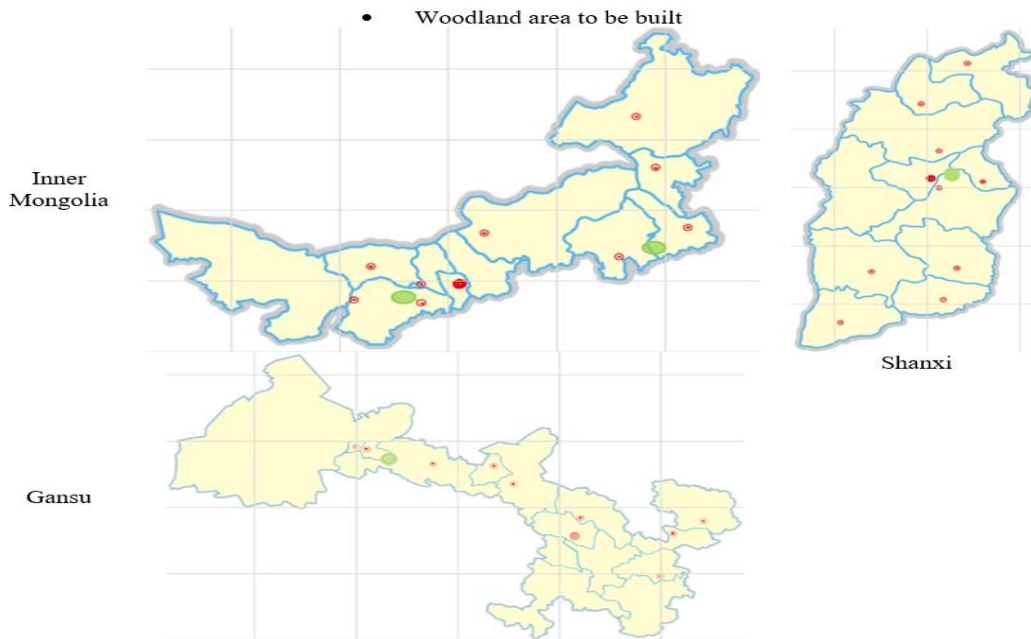 • Woodland area to be built
Inner
Mongolia
Shanxi
Gansu